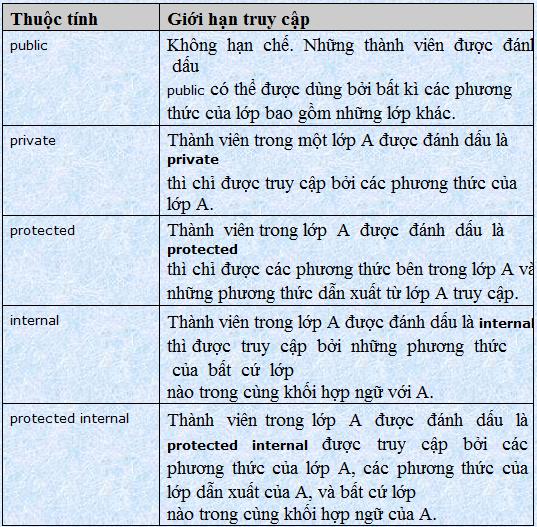 Thuộc tính Giới hạn truy cập
public Không hạn chế. Những thành viên được đánh
dấu
public có thể được dùng bởi bất kì các phương
thức của lớp bao gồm những lớp khác.
private Thành viên trong một lớp A được đánh dấu là
private
thì chỉ được truy cập bởi các phương thức của
lớp A.
protected Thành viên trong lớp A được đánh dấu là
protected
thì chỉ được các phương thức bên trong lớp A và
những phương thức dẫn xuất từ lớp A truy cập.
internal Thành viên trong lớp A được đánh dấu là internal
thì được truy cập bởi những phương thức
của bất cứ lớp
nào trong cùng khối hợp ngữ với A.
protected internal Thành viên trong lớp A được đánh dấu là
protected internal được truy cập bởi các
phương thức của lớp A, các phương thức của
lớp dẫn xuất của A, và bất cứ lớp
nào trong cùng khối hợp ngữ của A.